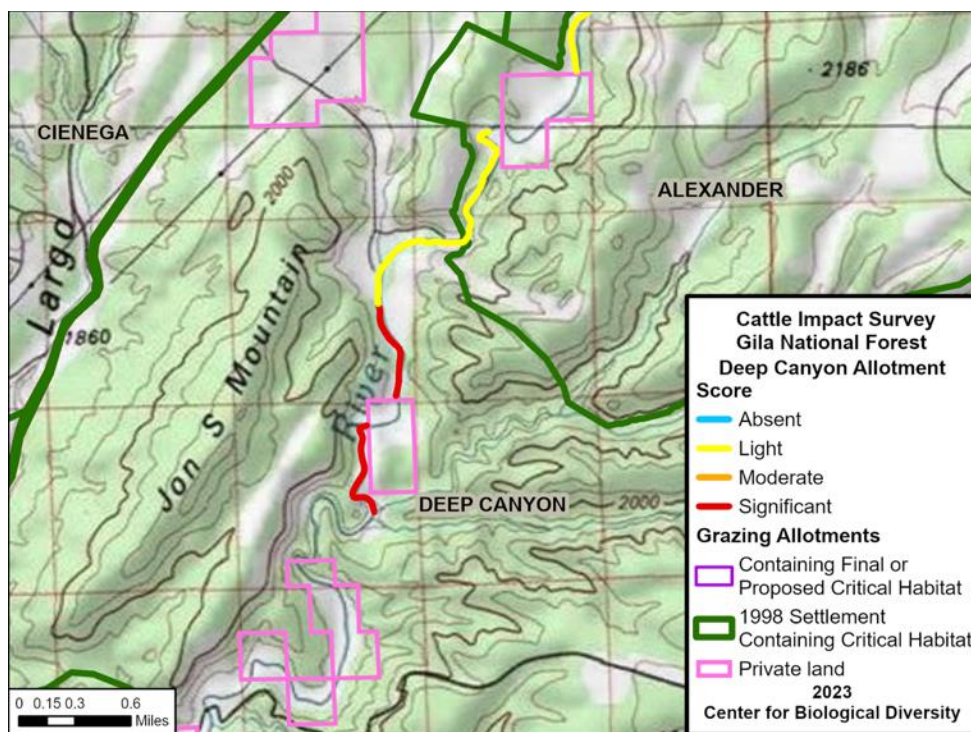 2186
CIENEGA
2000
ALEXANDER
Largo
Jon S Mountain
1860
River
DEEP CANYON
2000
Cattle Impact Survey
Gila National Forest
Deep Canyon Allotment
Score
Absent
Light
Moderate
Significant
Grazing Allotments
Containing Final or
Proposed Critical Habitat
1998 Settlement
Containing Critical Habitat
Private land
2023
Center for Biological Diversity
0 0.15 0.3 0.6
Miles